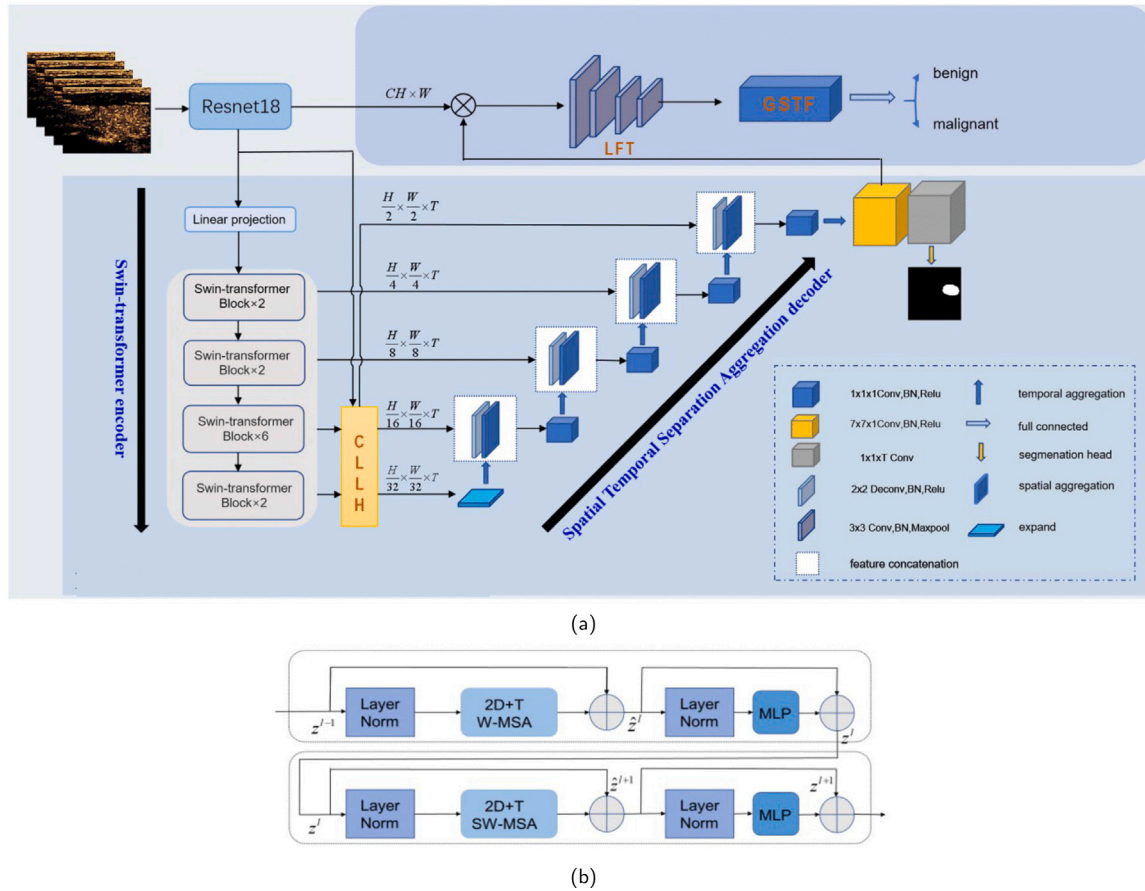 Resnet18
CH×W
LFT
GSTF
benign
malignant
Linear projection
Swin-transformer encoder
Swin-transformer
Block×2
Swin-transformer
Block×2
Swin-transformer
Block×6
Swin-transformer
Block×2
CLLH
H/2 × W/2 ×T
H/4 × W/4 ×T
H/8 × W/8 ×T
H/16 × W/16 ×T
H/32 × W/32 ×T
Spatial Temporal Separation Aggregation decoder
1x1x1Conv,BN,Relu
7x7x1Conv,BN,Relu
1x1xT Conv
2x2 Deconv,BN,Relu
3x3 Conv,BN,Maxpool
feature concatenation
temporal aggregation
full connected
segmenation head
spatial aggregation
expand
(a)
z^{l-1}
Layer
Norm
2D+T
W-MSA
ẑ^{l}
Layer
Norm
MLP
z^{l}
z^{l}
Layer
Norm
2D+T
SW-MSA
ẑ^{l+1}
Layer
Norm
MLP
z^{l+1}
(b)